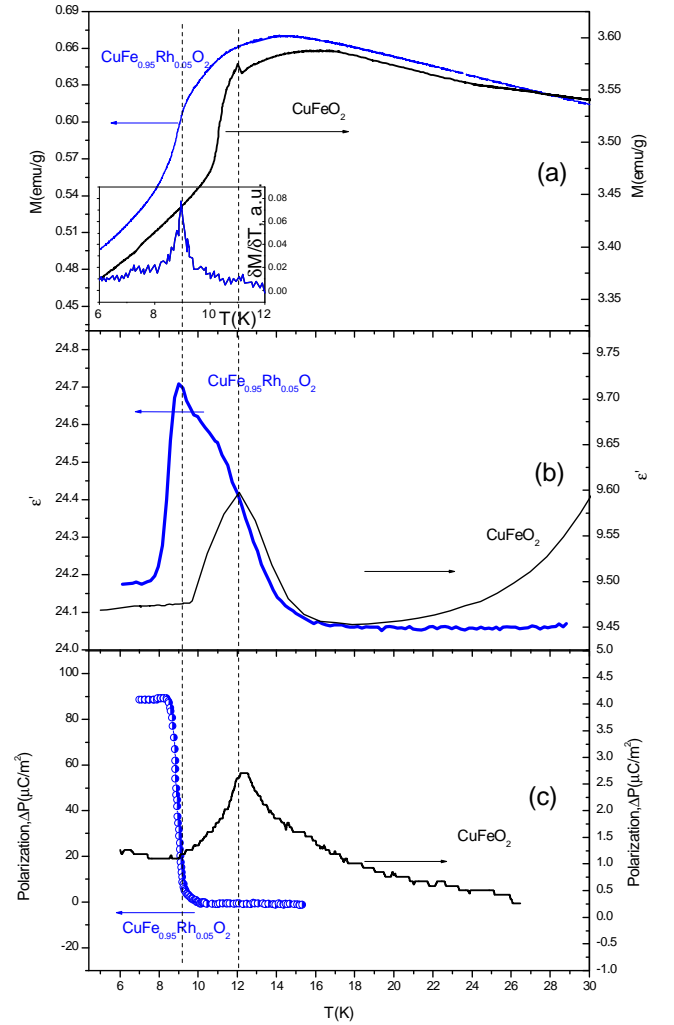 0.69
0.66
0.63
0.60
0.57
0.54
0.51
0.48
0.45
M(emu/g)
CuFe0.95Rh0.05O2
CuFeO2
(a)
3.60
3.55
3.50
3.45
3.40
3.35
M(emu/g)
0.08
0.06
0.04
0.02
0.00
δM/δT, a.u.
6 8 10 12
T(K)
24.8
24.7
24.6
24.5
24.4
24.3
24.2
24.1
24.0
ε'
CuFe0.95Rh0.05O2
(b)
CuFeO2
9.75
9.70
9.65
9.60
9.55
9.50
9.45
ε'
100
80
60
40
20
0
-20
Polarization,ΔP(μC/m²)
(c)
CuFeO2
CuFe0.95Rh0.05O2
5.0
4.5
4.0
3.5
3.0
2.5
2.0
1.5
1.0
0.5
0.0
-0.5
-1.0
Polarization,ΔP(μC/m²)
6 8 10 12 14 16 18 20 22 24 26 28 30
T(K)